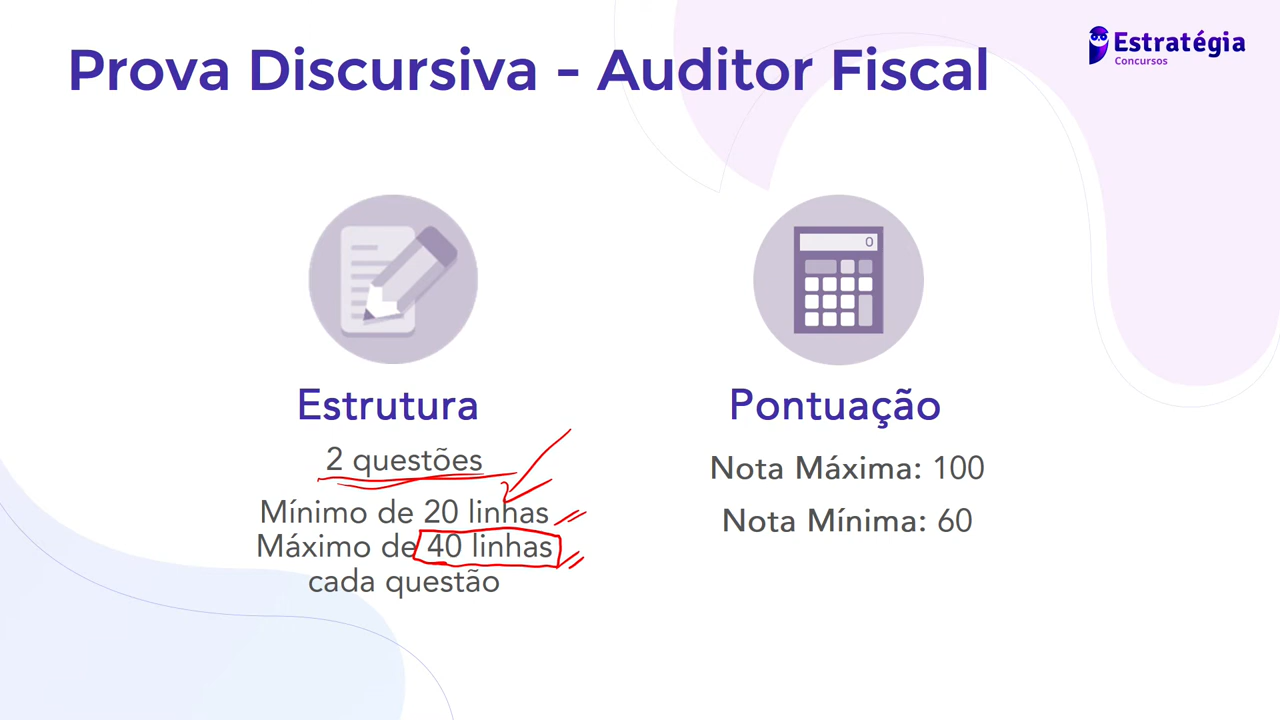 Prova Discursiva - Auditor Fiscal
Estratégia
Concursos
0
Estrutura
2 questões
Mínimo de 20 linhas
Máximo de 40 linhas
cada questão
Pontuação
Nota Máxima: 100
Nota Mínima: 60